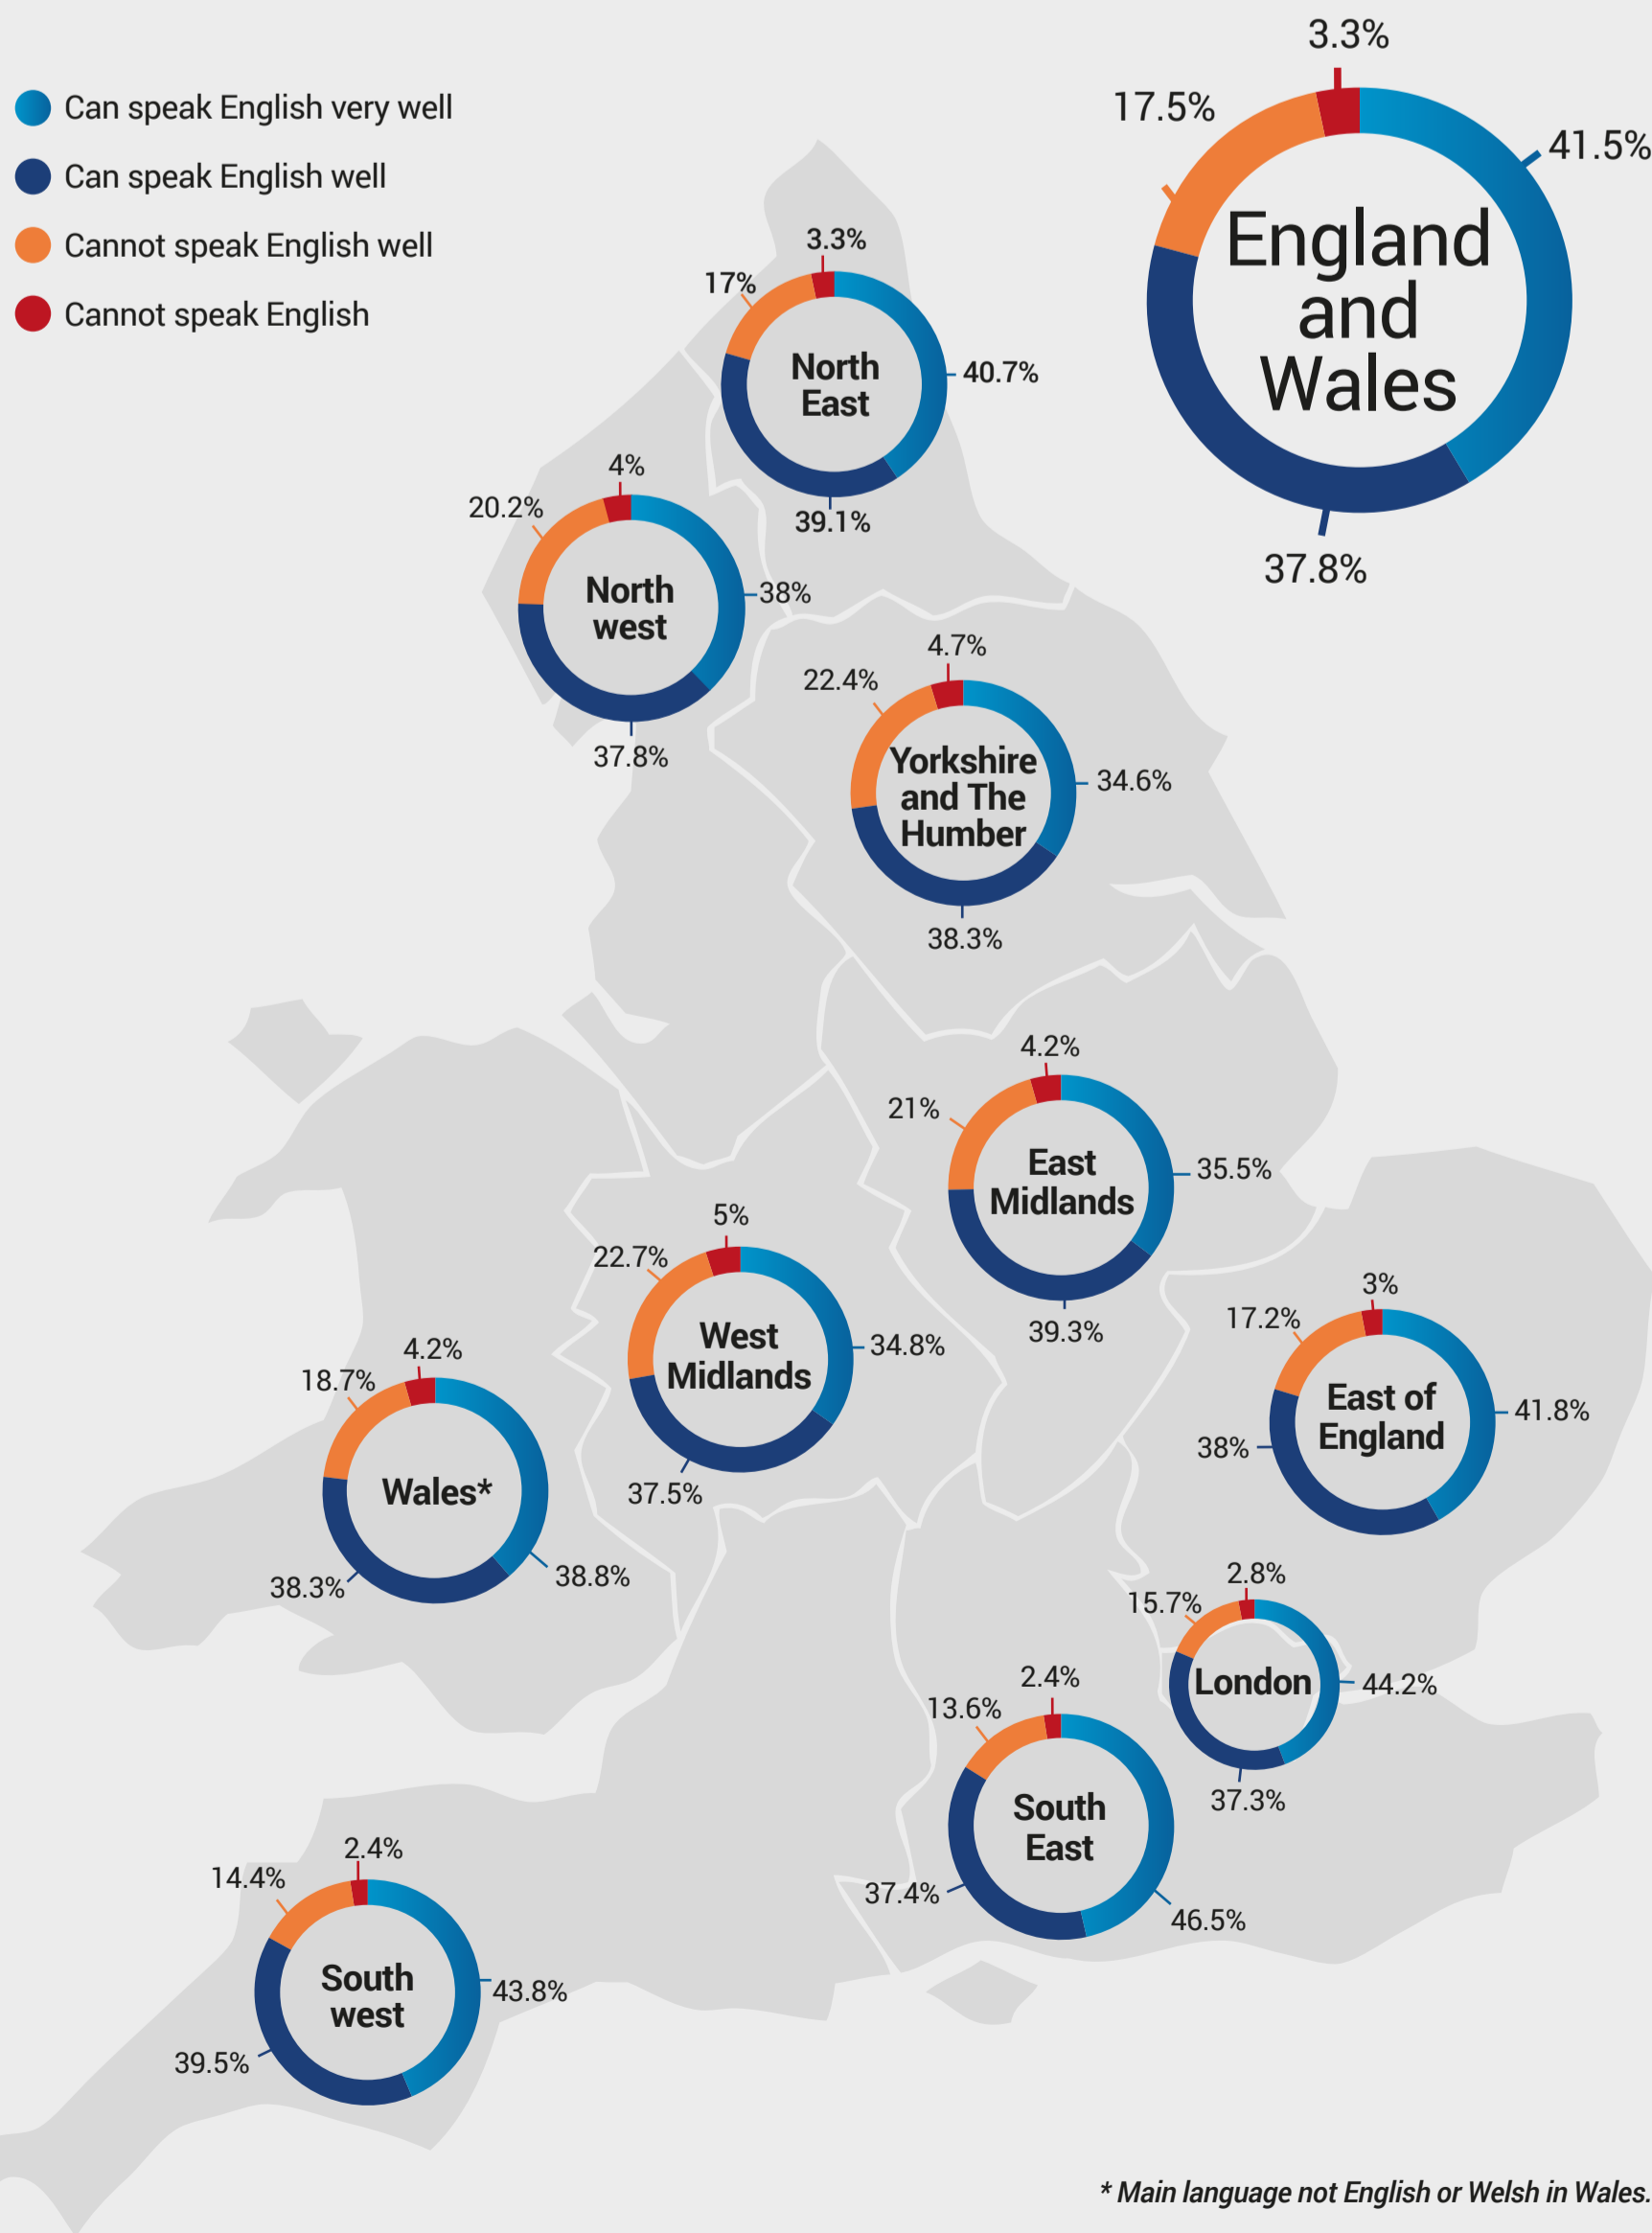 Can speak English very well
Can speak English well
Cannot speak English well
Cannot speak English
3.3%
17.5%
41.5%
England
and
Wales
37.8%
3.3%
17%
North
East
40.7%
39.1%
4%
20.2%
North
west
38%
37.8%
4.7%
22.4%
Yorkshire
and The
Humber
34.6%
38.3%
4.2%
21%
East
Midlands
35.5%
39.3%
5%
22.7%
West
Midlands
34.8%
37.5%
3%
17.2%
East of
England
41.8%
38%
4.2%
18.7%
Wales*
38.3%
38.8%
2.8%
15.7%
London
44.2%
37.3%
2.4%
13.6%
South
East
37.4%
46.5%
2.4%
14.4%
South
west
43.8%
39.5%
* Main language not English or Welsh in Wales.